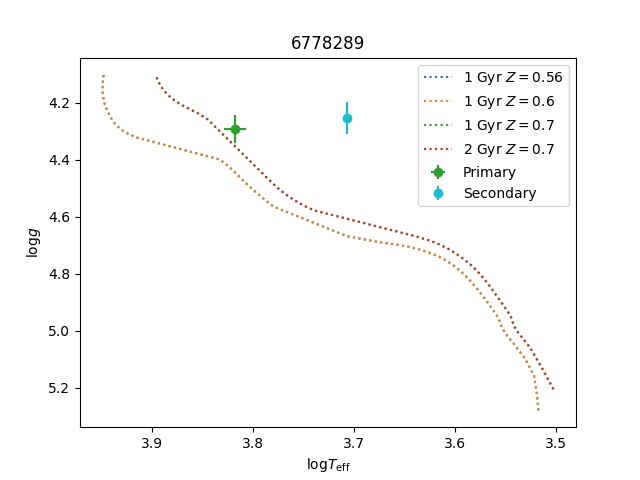 6778289
1 Gyr Z = 0.56
1 Gyr Z = 0.6
1 Gyr Z = 0.7
2 Gyr Z = 0.7
Primary
Secondary
4.2
4.4
4.6
4.8
5.0
5.2
log g
3.9 3.8 3.7 3.6 3.5
log Teff